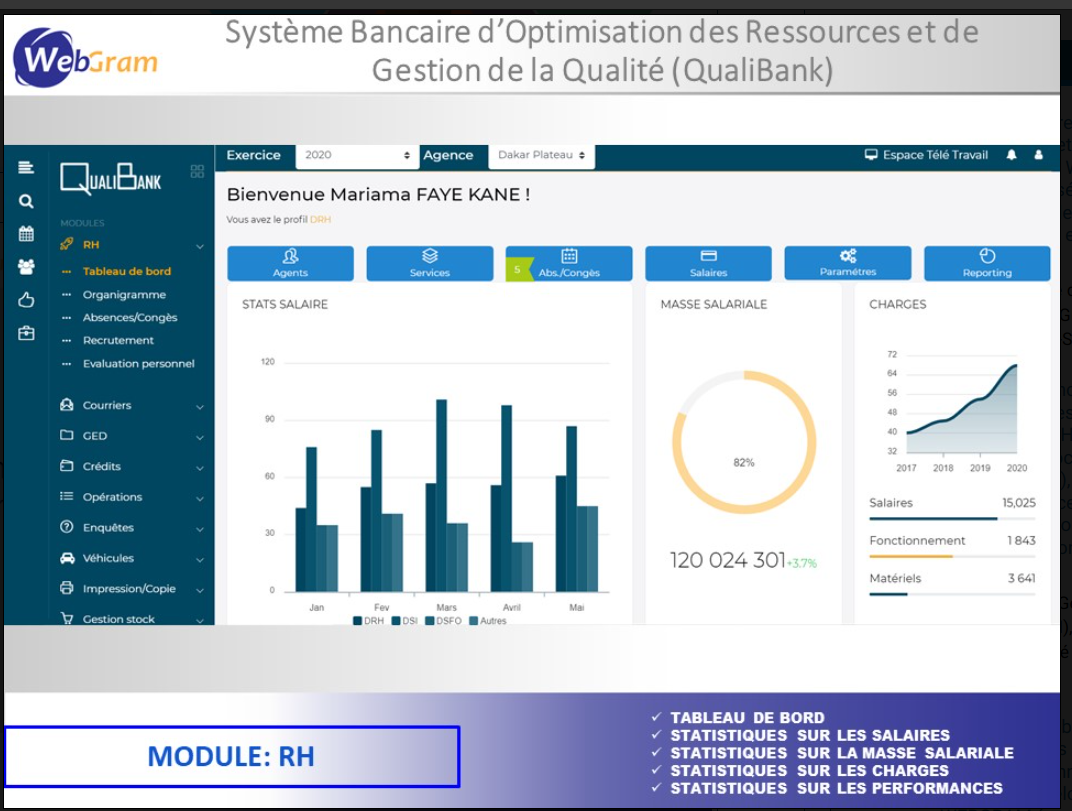 WebGram
Système Bancaire d'Optimisation des Ressources et de
Gestion de la Qualité (QualiBank)
QUALIBANK
MODULES
RH
Tableau de bord
Organigramme
Absences/Congès
Recrutement
Evaluation personnel
Courriers
GED
Crédits
Opérations
Enquêtes
Véhicules
Impression/Copie
Gestion stock
Exercice 2020 Agence Dakar Plateau Espace Télé Travail
Bienvenue Mariama FAYE KANE !
Vous avez le profil DRH
Agents
Services
5 Abs./Congès
Salaires
Paramétres
Reporting
STATS SALAIRE
120
90
60
30
0
Jan Fev Mars Avril Mai
DRH DSI DSFO Autres
MASSE SALARIALE
82%
120 024 301 +3.7%
CHARGES
72
64
56
48
40
32
2017 2018 2019 2020
Salaires 15,025
Fonctionnement 1 843
Matériels 3 641
MODULE: RH
✓ TABLEAU DE BORD
✓ STATISTIQUES SUR LES SALAIRES
✓ STATISTIQUES SUR LA MASSE SALARIALE
✓ STATISTIQUES SUR LES CHARGES
✓ STATISTIQUES SUR LES PERFORMANCES